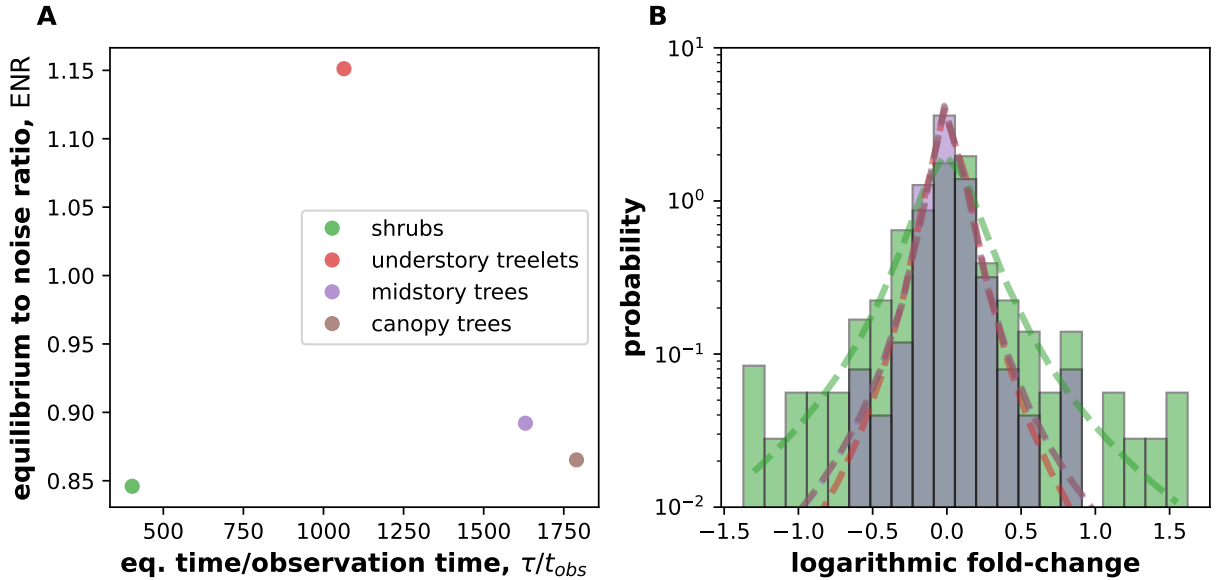 A
equilibrium to noise ratio, ENR
1.15
1.10
1.05
1.00
0.95
0.90
0.85
shrubs
understory treelets
midstory trees
canopy trees
500 750 1000 1250 1500 1750
eq. time/observation time, τ/t_obs
B
probability
10^1
10^0
10^−1
10^−2
−1.5 −1.0 −0.5 0.0 0.5 1.0 1.5
logarithmic fold-change